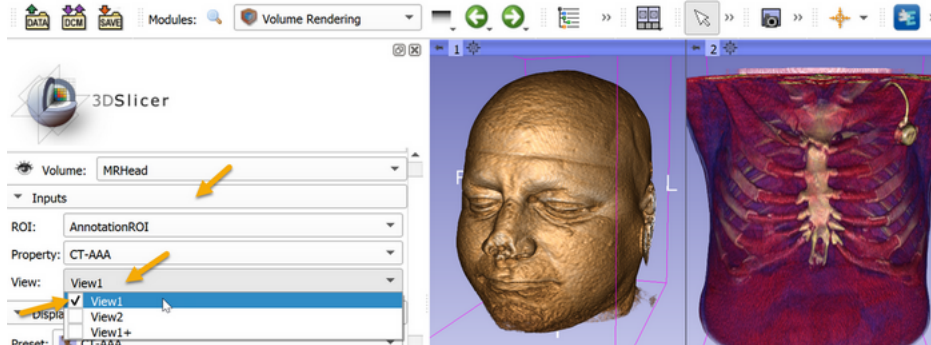 DATA DCM SAVE Modules: Volume Rendering »  »  »
1 2
3DSlicer
Volume: MRHead
Inputs
ROI: AnnotationROI
Property: CT-AAA
View: View1
View1
View2
View1+
Preset: CT-AAA
L